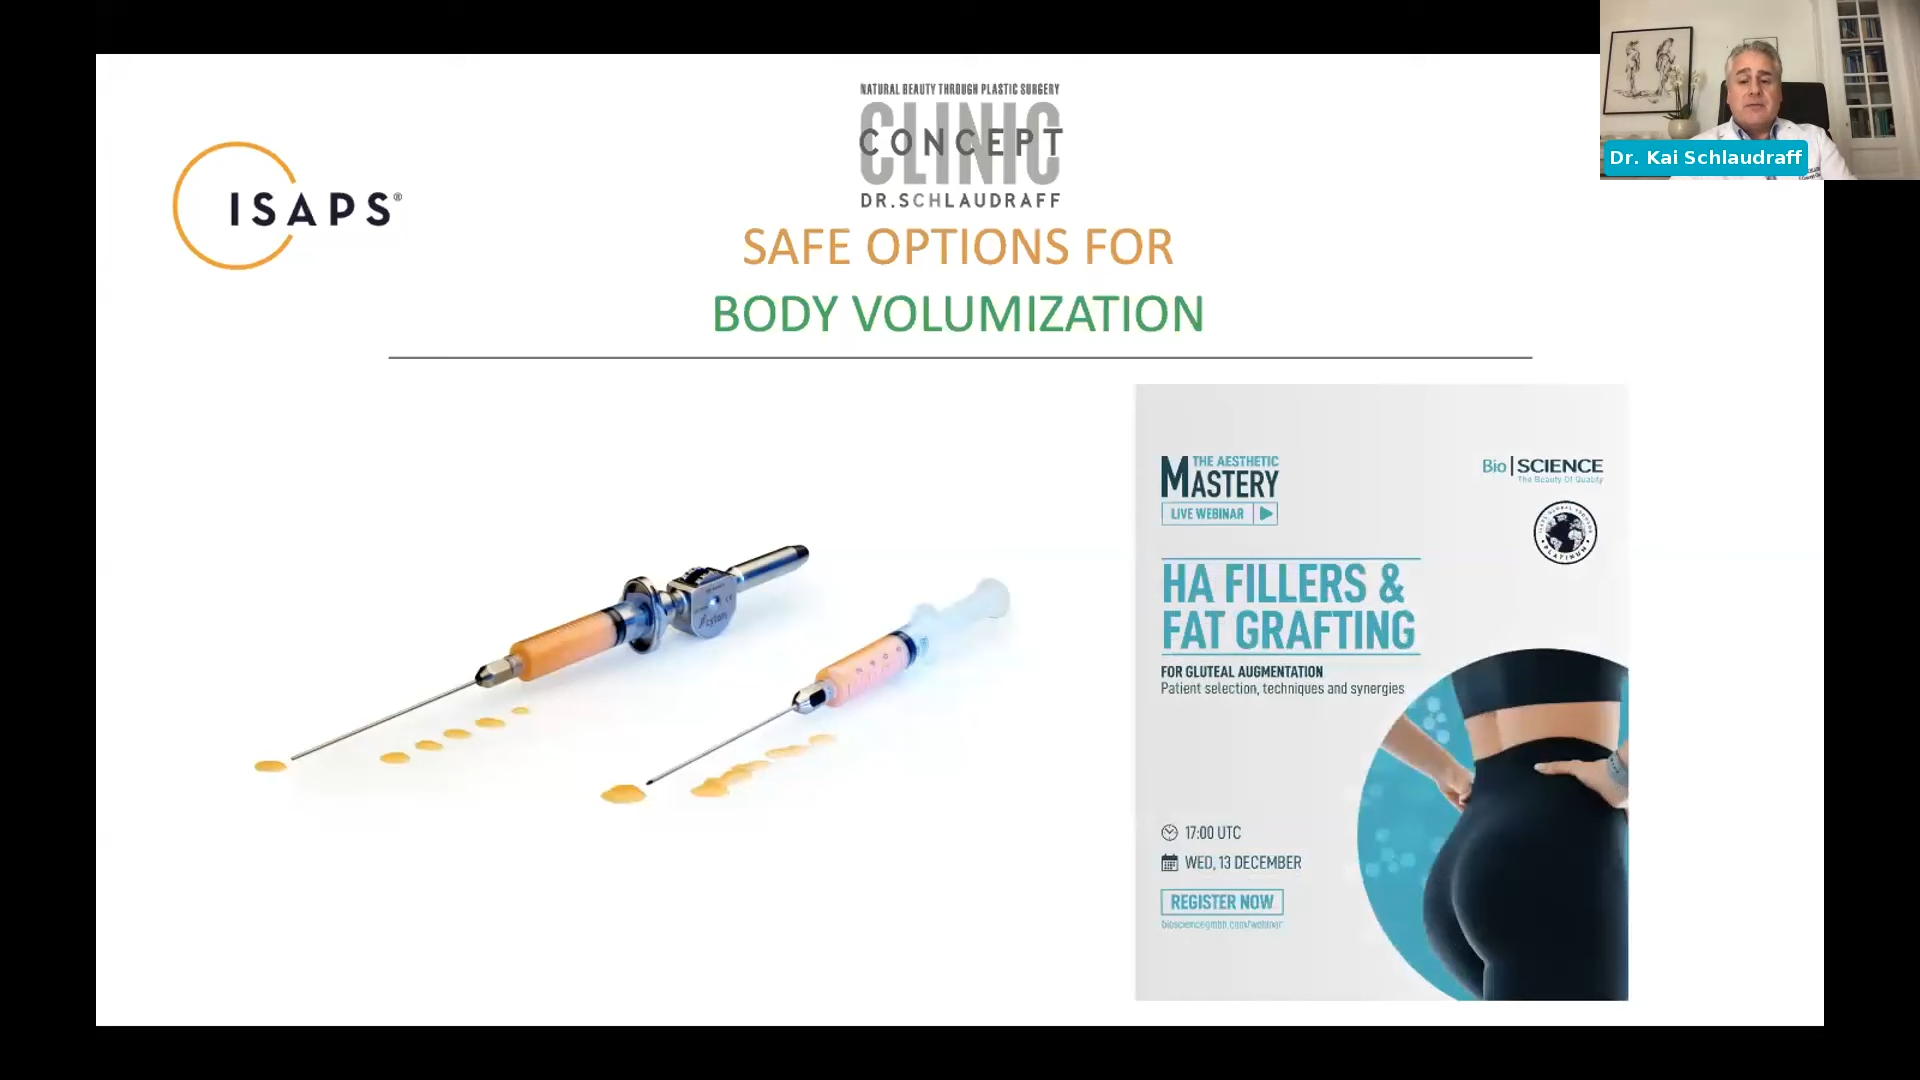 NATURAL BEAUTY THROUGH PLASTIC SURGERY
CLINIC
CONCEPT
DR.SCHLAUDRAFF
ISAPS®
SAFE OPTIONS FOR
BODY VOLUMIZATION
Dr. Kai Schlaudraff
THE AESTHETIC
MASTERY
LIVE WEBINAR
Bio|SCIENCE
The Beauty Of Quality
PLATINUM
HA FILLERS &
FAT GRAFTING
FOR GLUTEAL AUGMENTATION
Patient selection, techniques and synergies
17:00 UTC
WED, 13 DECEMBER
REGISTER NOW
biosciencegmbh.com/webinar